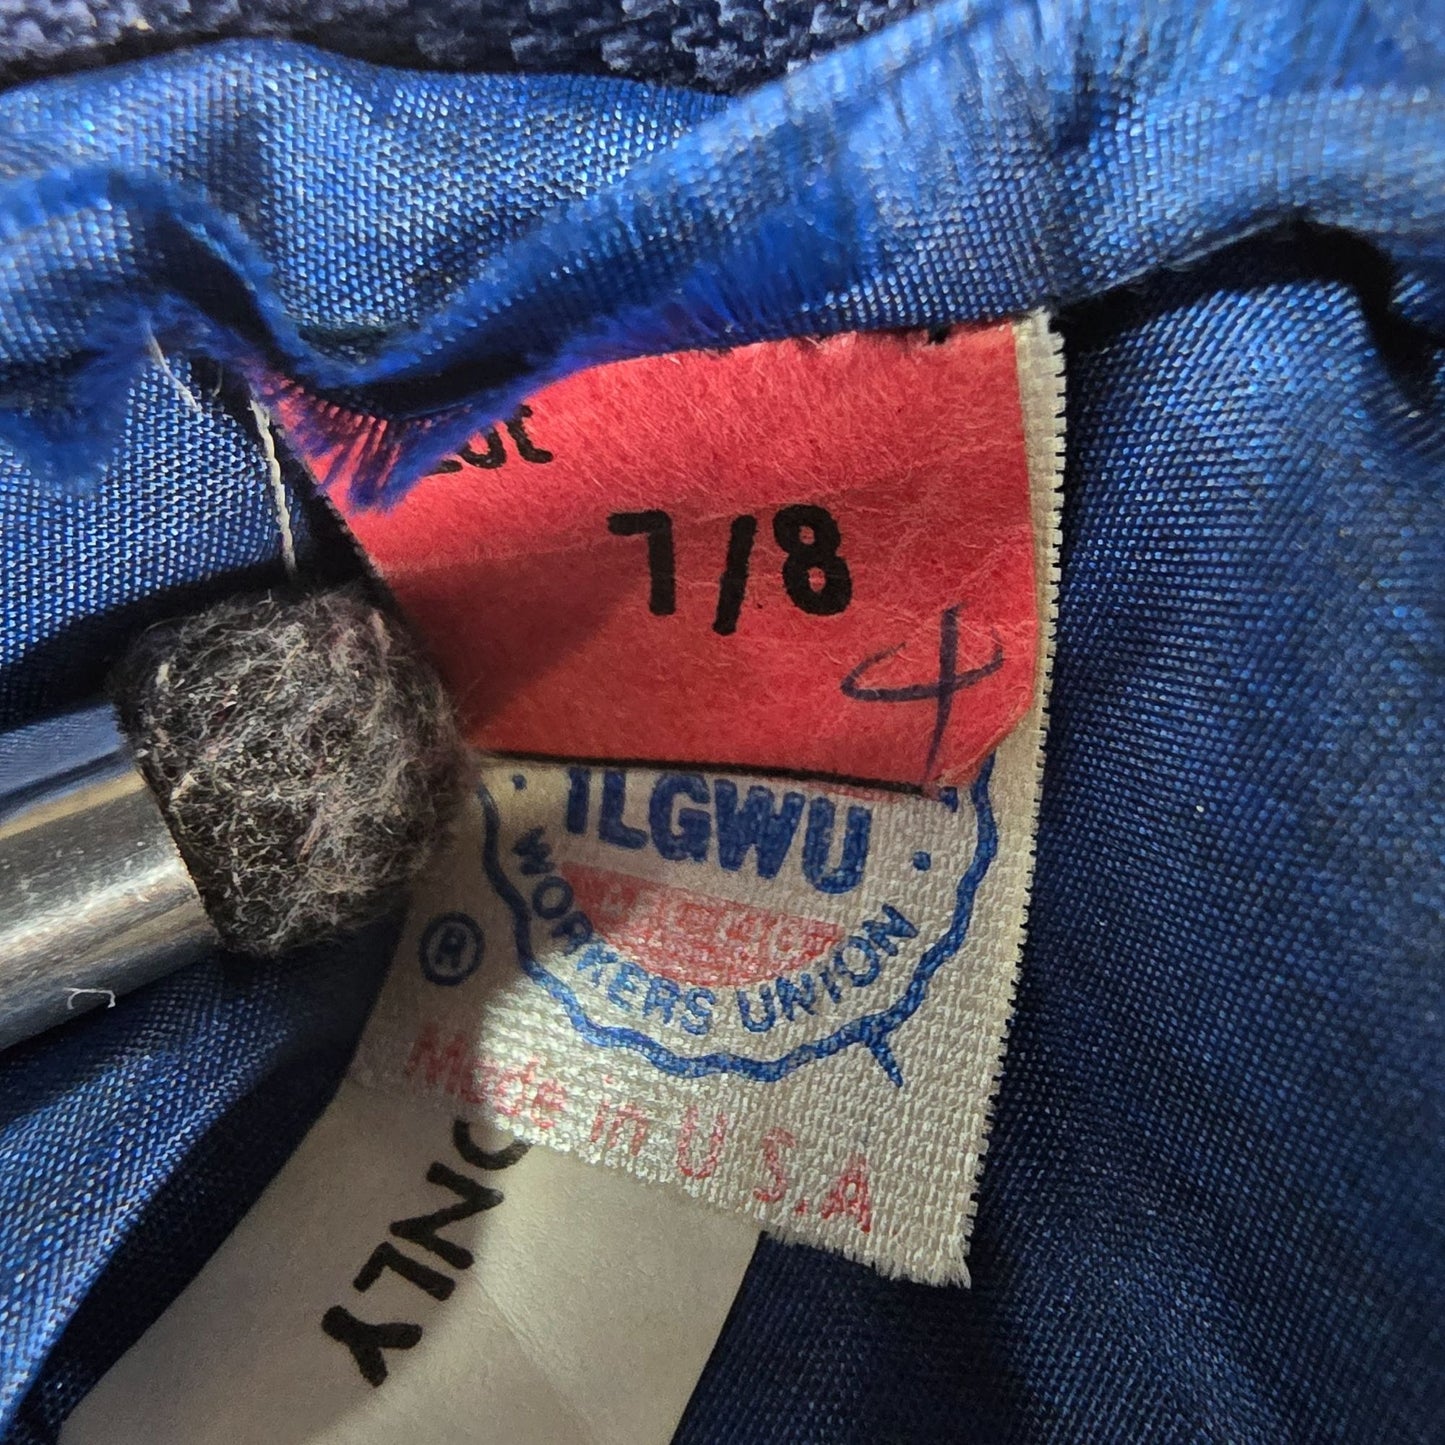 7/8
4
ILGWU
WORKERS UNION
®
Made in U.S.A
ONLY